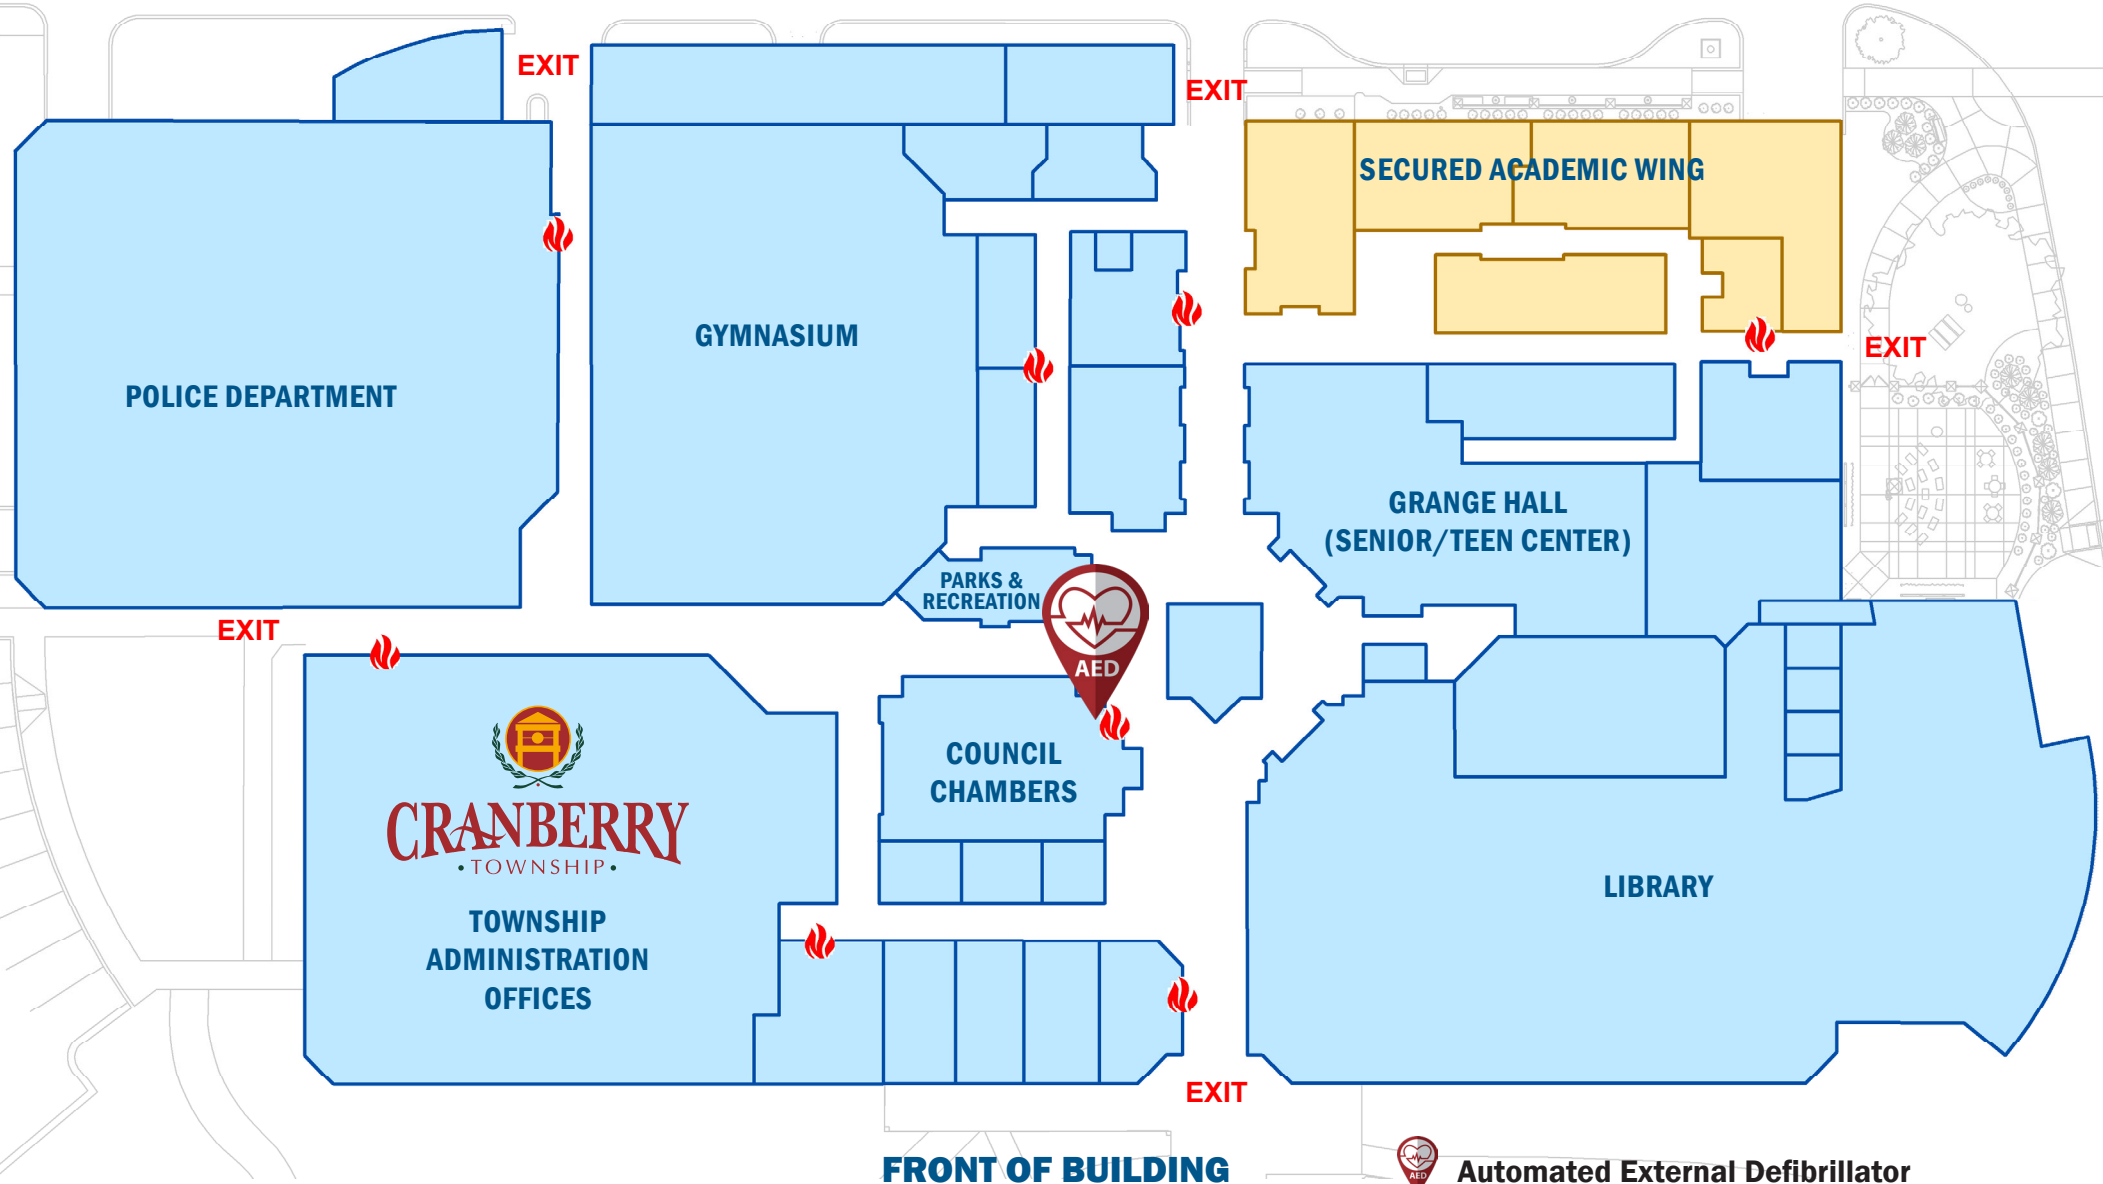 EXIT
EXIT
SECURED ACADEMIC WING
GYMNASIUM
EXIT
POLICE DEPARTMENT
GRANGE HALL
(SENIOR/TEEN CENTER)
PARKS &
RECREATION
EXIT
AED
COUNCIL
CHAMBERS
CRANBERRY
• TOWNSHIP •
LIBRARY
TOWNSHIP
ADMINISTRATION
OFFICES
EXIT
FRONT OF BUILDING
AED
Automated External Defibrillator